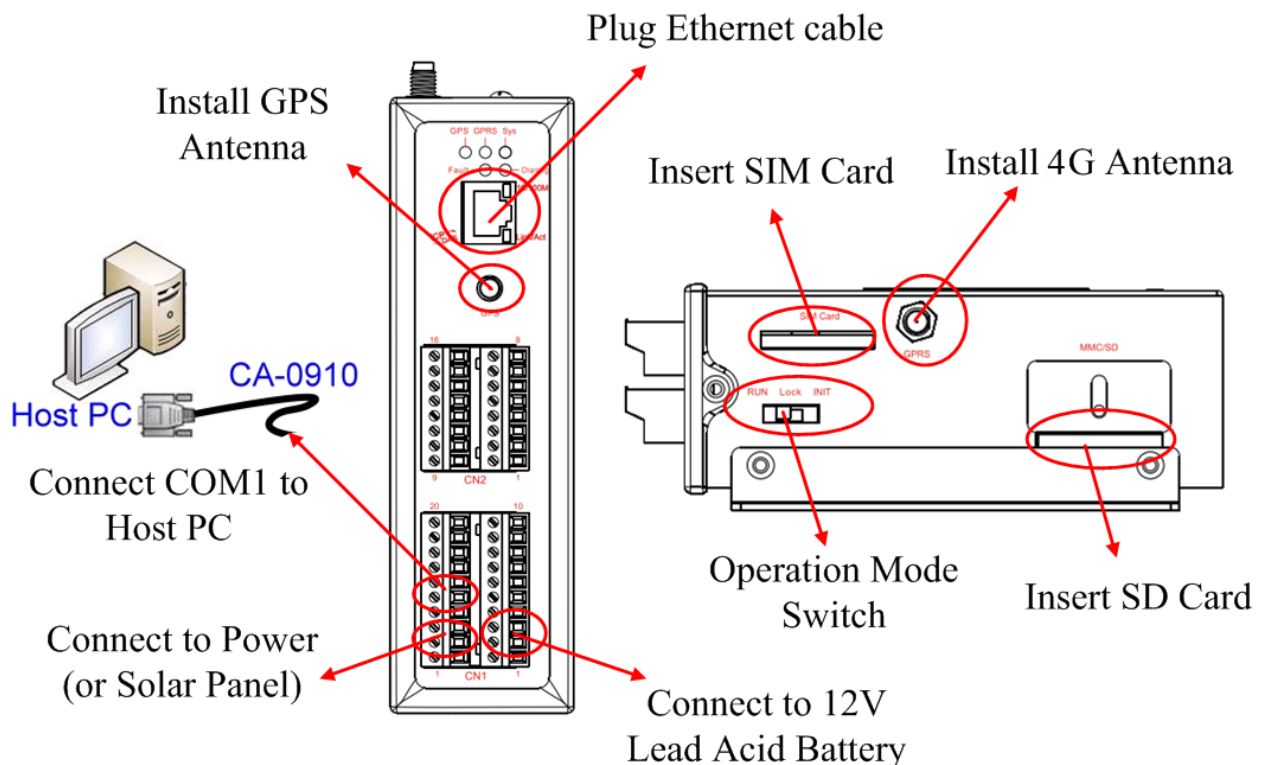 Plug Ethernet cable
Install GPS
Antenna
GPS GPRS Sys
Fault
Charging
Insert SIM Card
Install 4G Antenna
Link/Act
GPS
SIM Card
GPRS
MMC/SD
RUN Lock INIT
16 8
9 CN2 1
CA-0910
Host PC
Connect COM1 to
Host PC
20 10
1 CN1 1
Connect to Power
(or Solar Panel)
Connect to 12V
Lead Acid Battery
Operation Mode
Switch
Insert SD Card